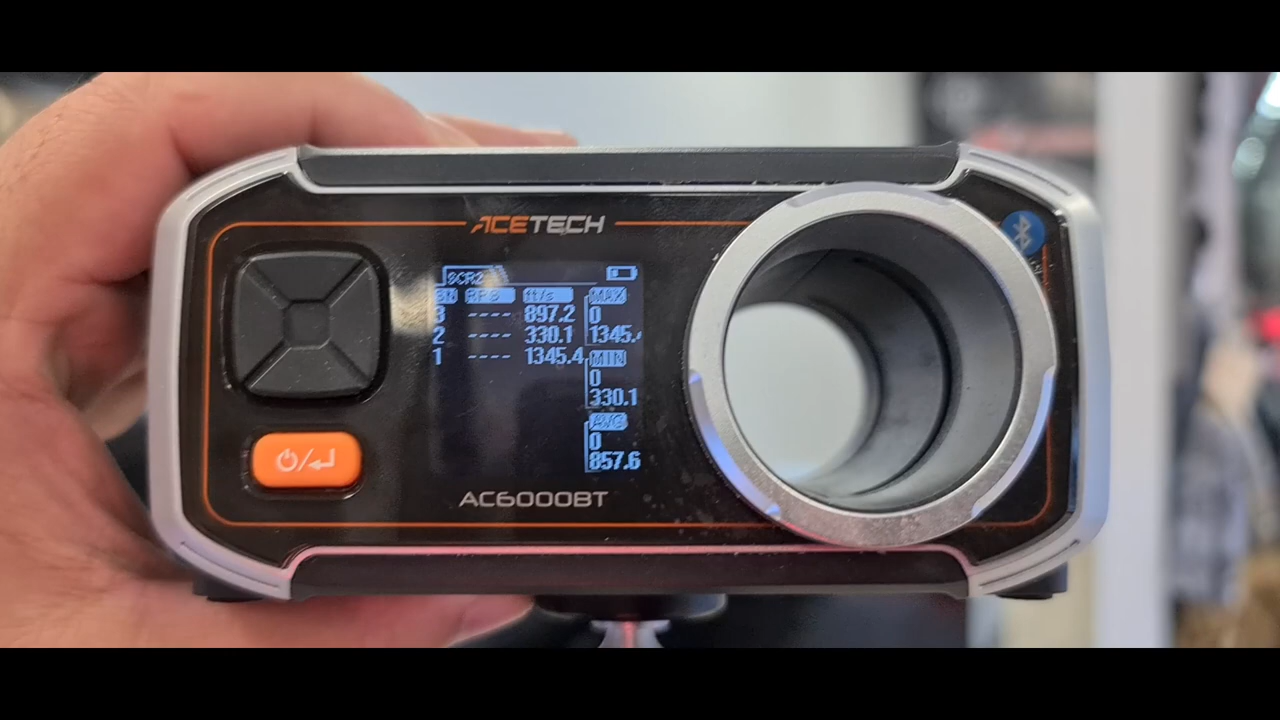 ACETECH
SCR2
SN RPS ft/s MAX
3 ---- 897.2 0
2 ---- 330.1 1345.
1 ---- 1345.4 MIN
0
330.1
AVG
0
857.6
AC6000BT